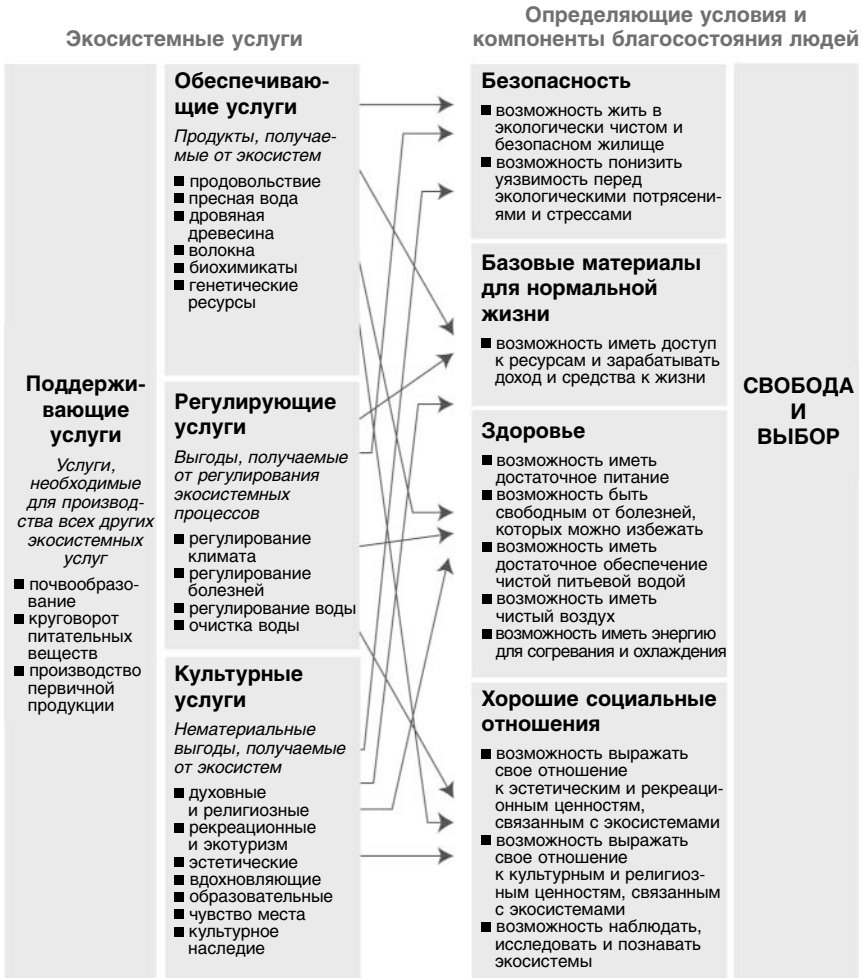 Экосистемные услуги
Определяющие условия и
компоненты благосостояния людей
Поддержи-
вающие
услуги
Услуги,
необходимые
для производ-
ства всех других
экосистемных
услуг
■ почвообразо-
вание
■ круговорот
питательных
веществ
■ производство
первичной
продукции
Обеспечиваю-
щие услуги
Продукты, получае-
мые от экосистем
■ продовольствие
■ пресная вода
■ дровяная
древесина
■ волокна
■ биохимикаты
■ генетические
ресурсы
Регулирующие
услуги
Выгоды, получаемые
от регулирования
экосистемных
процессов
■ регулирование
климата
■ регулирование
болезней
■ регулирование воды
■ очистка воды
Культурные
услуги
Нематериальные
выгоды, получаемые
от экосистем
■ духовные
и религиозные
■ рекреационные
и экотуризм
■ эстетические
■ вдохновляющие
■ образовательные
■ чувство места
■ культурное
наследие
Безопасность
■ возможность жить в
экологически чистом и
безопасном жилище
■ возможность понизить
уязвимость перед
экологическими потрясени-
ями и стрессами
Базовые материалы
для нормальной
жизни
■ возможность иметь доступ
к ресурсам и зарабатывать
доход и средства к жизни
Здоровье
■ возможность иметь
достаточное питание
■ возможность быть
свободным от болезней,
которых можно избежать
■ возможность иметь
достаточное обеспечение
чистой питьевой водой
■ возможность иметь
чистый воздух
■ возможность иметь энергию
для согревания и охлаждения
Хорошие социальные
отношения
■ возможность выражать
свое отношение
к эстетическим и рекреаци-
онным ценностям,
связанным с экосистемами
■ возможность выражать
свое отношение
к культурным и религиоз-
ным ценностям, связанным
с экосистемами
■ возможность наблюдать,
исследовать и познавать
экосистемы
СВОБОДА
И
ВЫБОР